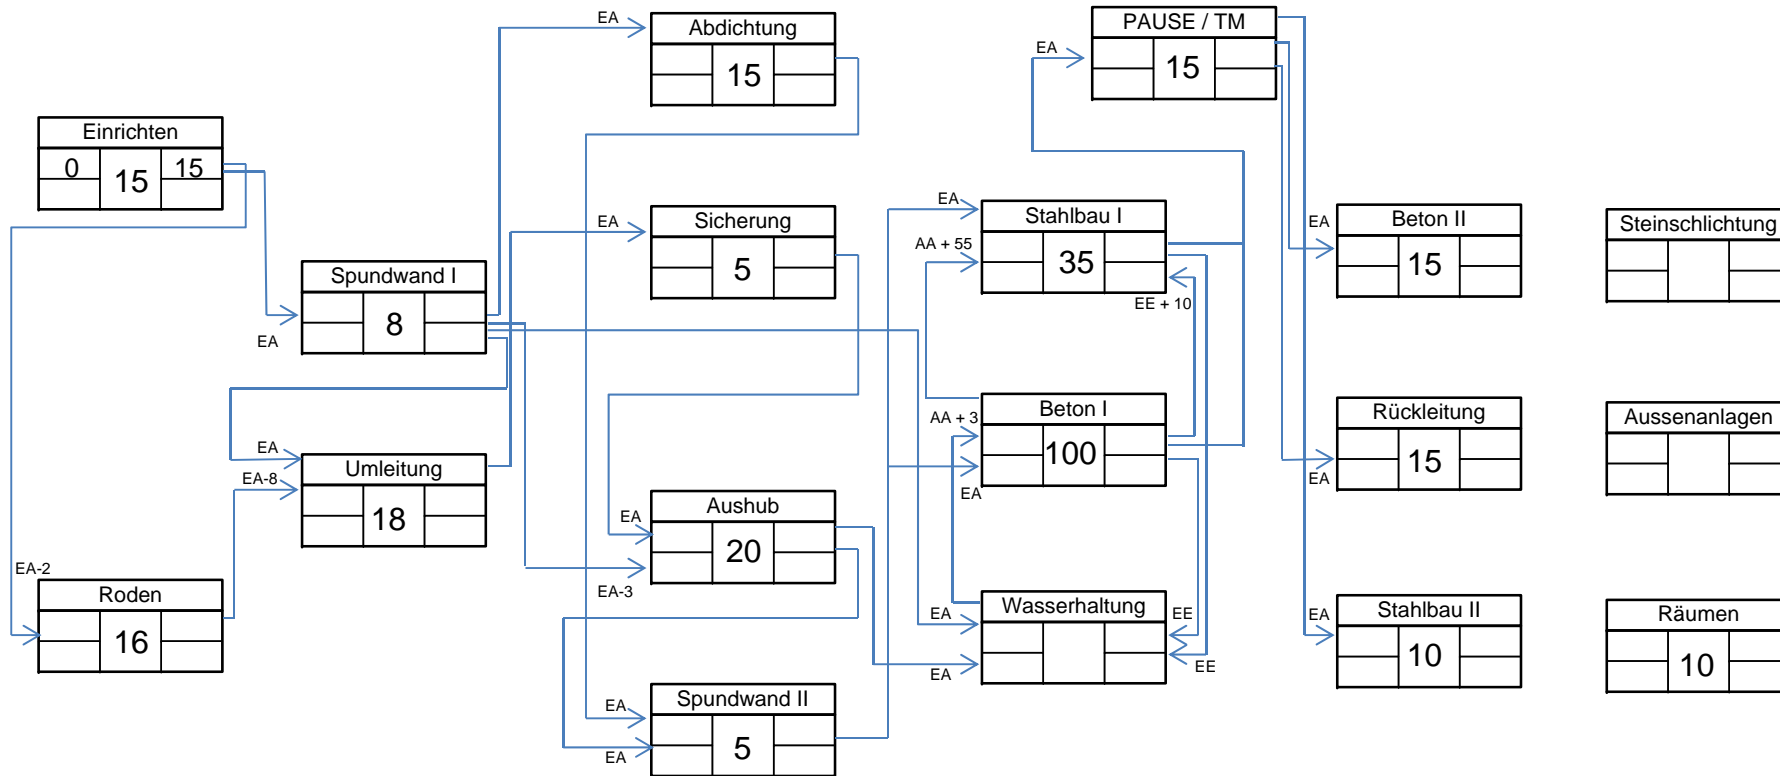 EA
Abdichtung
15
PAUSE / TM
EA
15
Einrichten
0
15
15
EA
Sicherung
5
EA
Stahlbau I
AA + 55
35
EE + 10
EA
Beton II
15
Steinschlichtung
Spundwand I
8
EA
EA
Umleitung
EA-8
18
EA
Aushub
20
EA-3
AA + 3
Beton I
100
EA
Rückleitung
15
EA
Aussenanlagen
EA-2
Roden
16
Wasserhaltung
EA
EA
EE
EE
EA
Stahlbau II
10
Räumen
10
EA
Spundwand II
EA
5